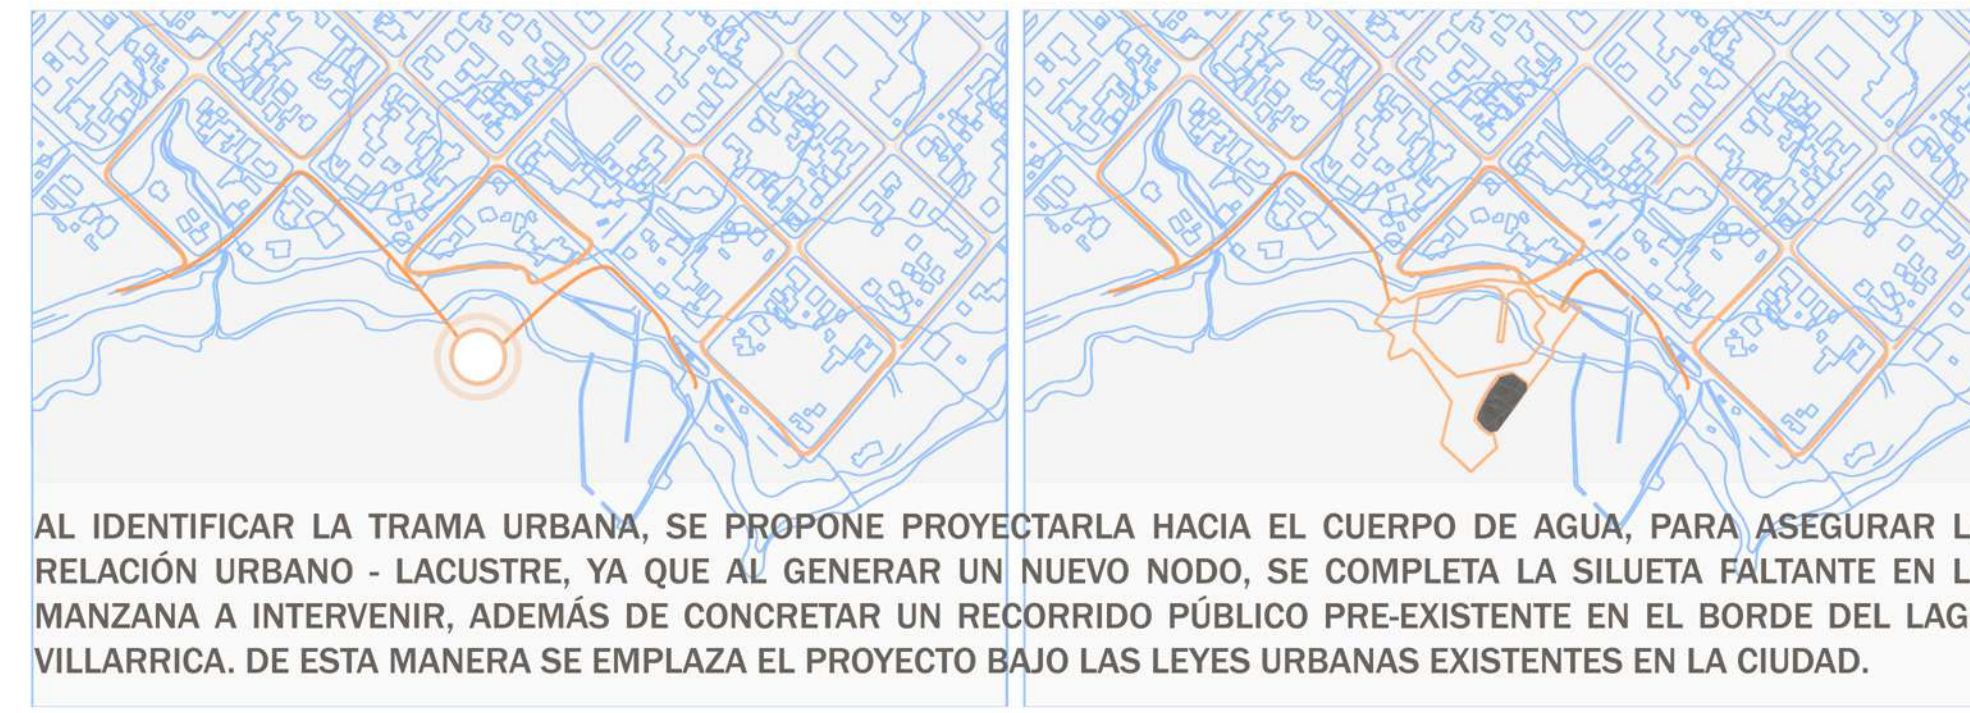 AL IDENTIFICAR LA TRAMA URBANA, SE PROPONE PROYECTARLA HACIA EL CUERPO DE AGUA, PARA ASEGURAR L
RELACIÓN URBANO - LACUSTRE, YA QUE AL GENERAR UN NUEVO NODO, SE COMPLETA LA SILUETA FALTANTE EN L
MANZANA A INTERVENIR, ADEMÁS DE CONCRETAR UN RECORRIDO PÚBLICO PRE-EXISTENTE EN EL BORDE DEL LAG
VILLARRICA. DE ESTA MANERA SE EMPLAZA EL PROYECTO BAJO LAS LEYES URBANAS EXISTENTES EN LA CIUDAD.